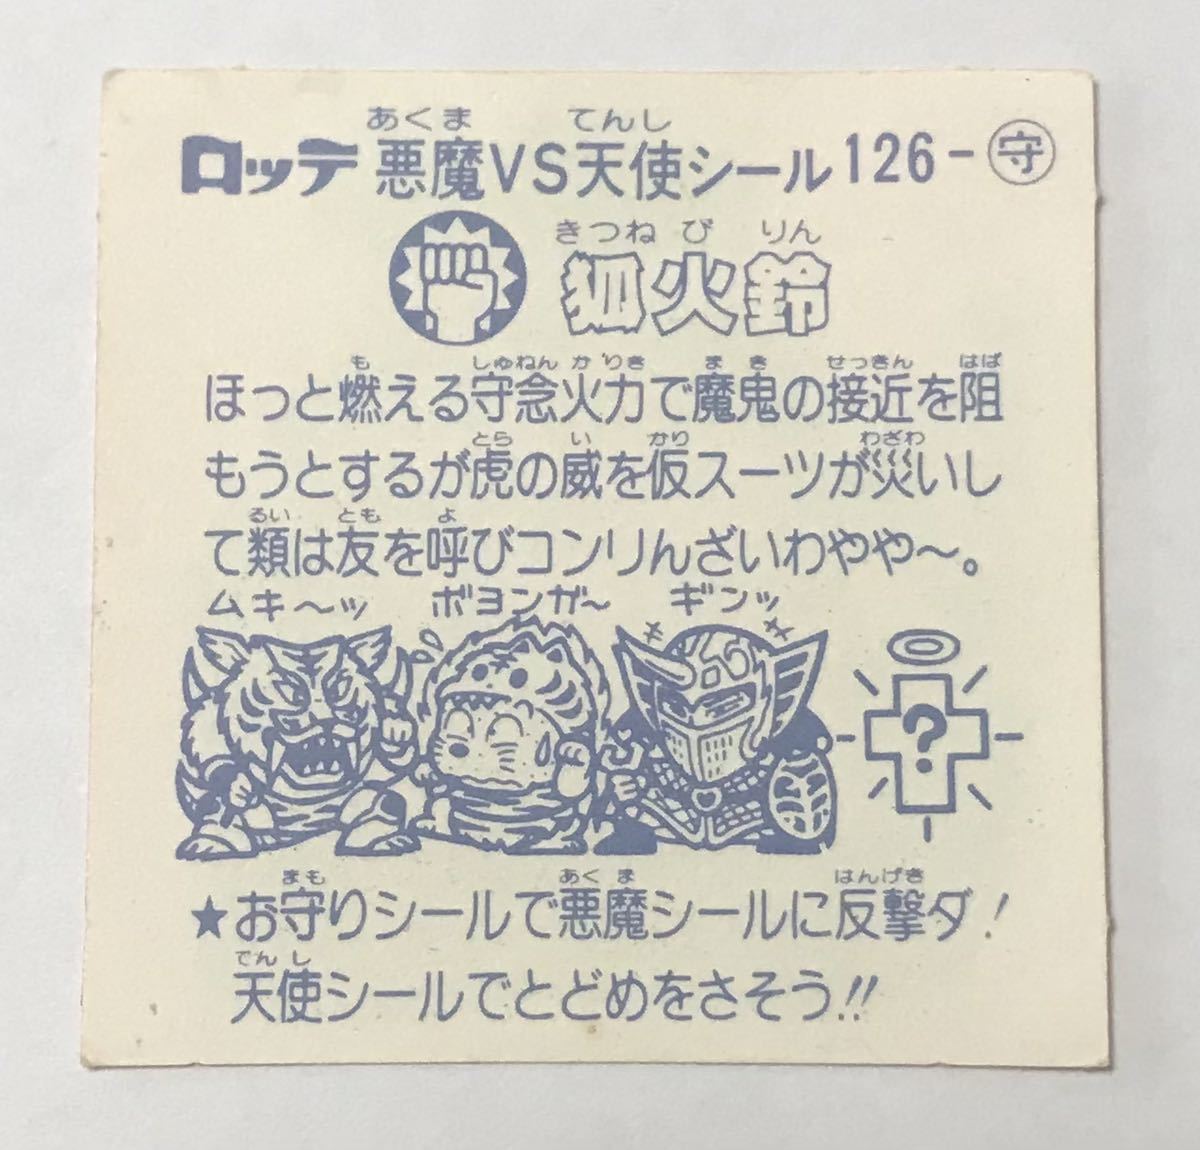 ロッテ 悪魔VS天使シール126-守
あくま てんし
きつねびりん
狐火鈴
も しゅねんかりき まき せっきん はば
ほっと燃える守念火力で魔鬼の接近を阻
とら い かり わざわ
もうとするが虎の威を仮スーツが災いし
るい とも よ
て類は友を呼びコンリんざいわやや〜。
ムキ〜ッ ボヨンガ〜 ギンッ
?
まも あくま はんげき
★お守りシールで悪魔シールに反撃ダ!
てんし
天使シールでとどめをさそう!!